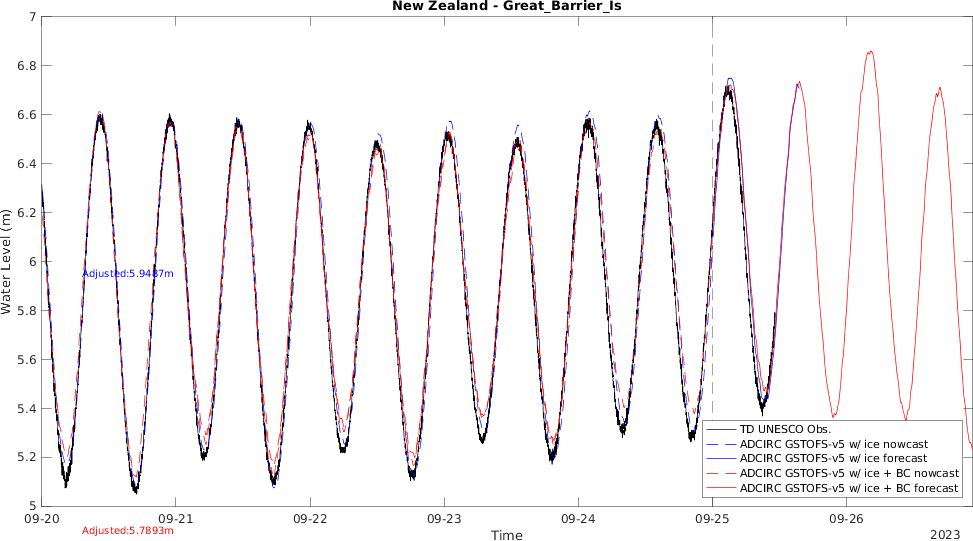 New Zealand - Great_Barrier_Is
7
6.8
6.6
6.4
6.2
6
5.8
5.6
5.4
5.2
5
Water Level (m)
Adjusted:5.9487m
TD UNESCO Obs.
ADCIRC GSTOFS-v5 w/ ice nowcast
ADCIRC GSTOFS-v5 w/ ice forecast
ADCIRC GSTOFS-v5 w/ ice + BC nowcast
ADCIRC GSTOFS-v5 w/ ice + BC forecast
09-20 09-21 09-22 09-23 09-24 09-25 09-26
Adjusted:5.7893m
Time
2023